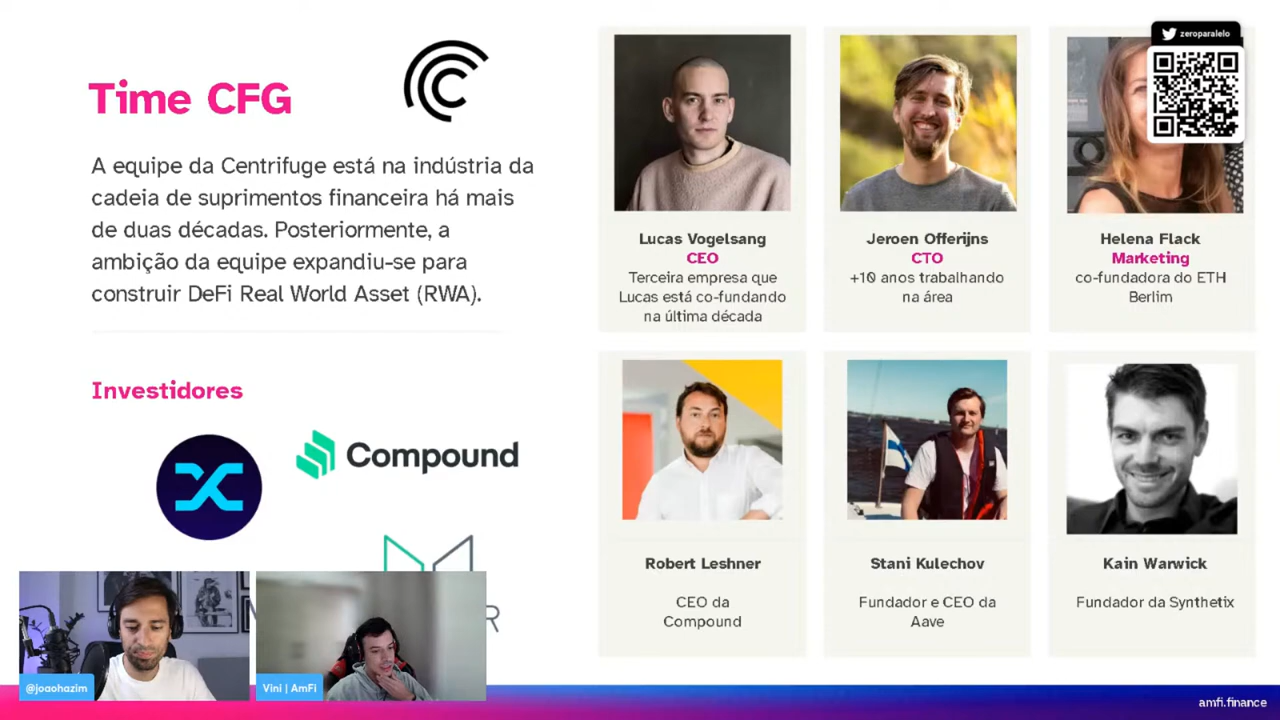 Time CFG
A equipe da Centrifuge está na indústria da
cadeia de suprimentos financeira há mais
de duas décadas. Posteriormente, a
ambição da equipe expandiu-se para
construir DeFi Real World Asset (RWA).
Investidores
Compound
R
@joaohazim
Vini | AmFi
zeroparalelo
Lucas Vogelsang
CEO
Terceira empresa que
Lucas está co-fundando
na última década
Jeroen Offerijns
CTO
+10 anos trabalhando
na área
Helena Flack
Marketing
co-fundadora do ETH
Berlim
Robert Leshner
CEO da
Compound
Stani Kulechov
Fundador e CEO da
Aave
Kain Warwick
Fundador da Synthetix
amfi.finance